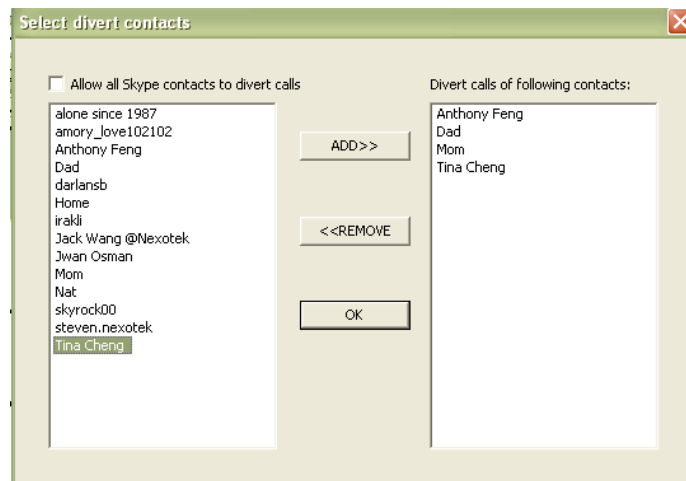 Select divert contacts
Allow all Skype contacts to divert calls
Divert calls of following contacts:
alone since 1987
amory_love102102
Anthony Feng
Dad
darlansb
Home
irakli
Jack Wang @Nexotek
Jwan Osman
Mom
Nat
skyrock00
steven.nexotek
Tina Cheng
ADD>>
<<REMOVE
OK
Anthony Feng
Dad
Mom
Tina Cheng